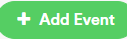 + Add Event